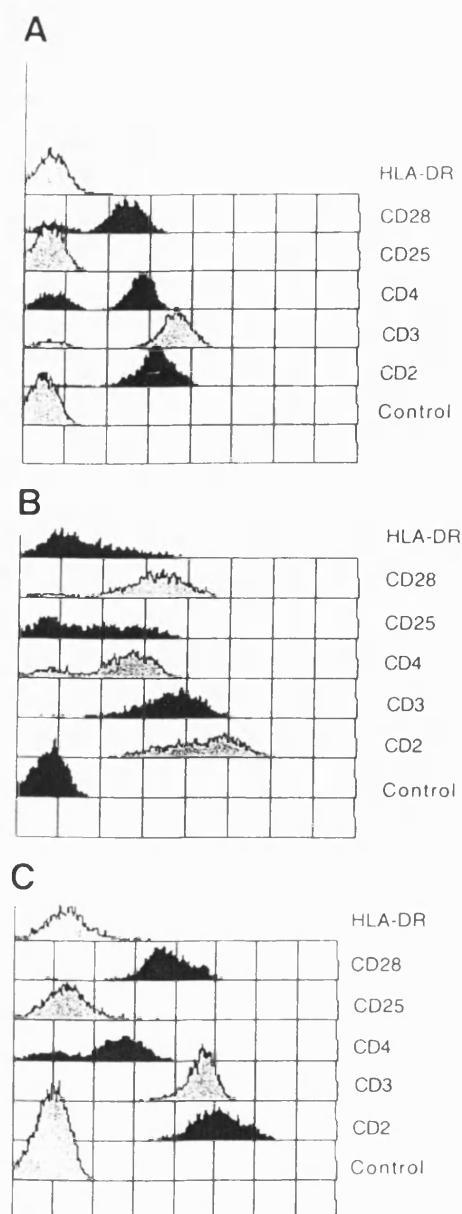 A
HLA-DR
CD28
CD25
CD4
CD3
CD2
Control
B
HLA-DR
CD28
CD25
CD4
CD3
CD2
Control
C
HLA-DR
CD28
CD25
CD4
CD3
CD2
Control